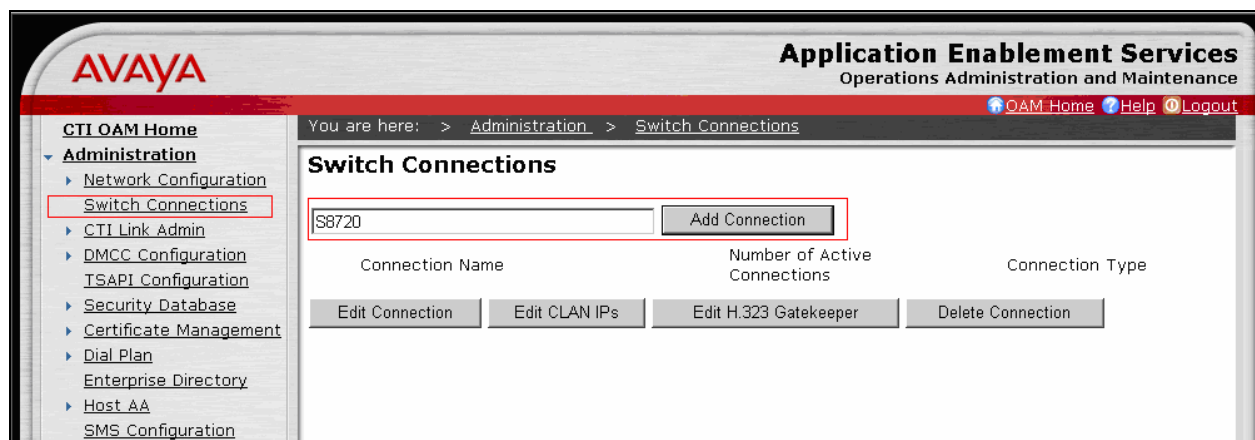 AVAYA
Application Enablement Services
Operations Administration and Maintenance
OAM Home ?Help Logout
CTI OAM Home
You are here: > Administration > Switch Connections
Administration
Network Configuration
Switch Connections
CTI Link Admin
DMCC Configuration
TSAPI Configuration
Security Database
Certificate Management
Dial Plan
Enterprise Directory
Host AA
SMS Configuration
Switch Connections
S8720 Add Connection
Connection Name
Number of Active
Connections
Connection Type
Edit Connection Edit CLAN IPs Edit H.323 Gatekeeper Delete Connection